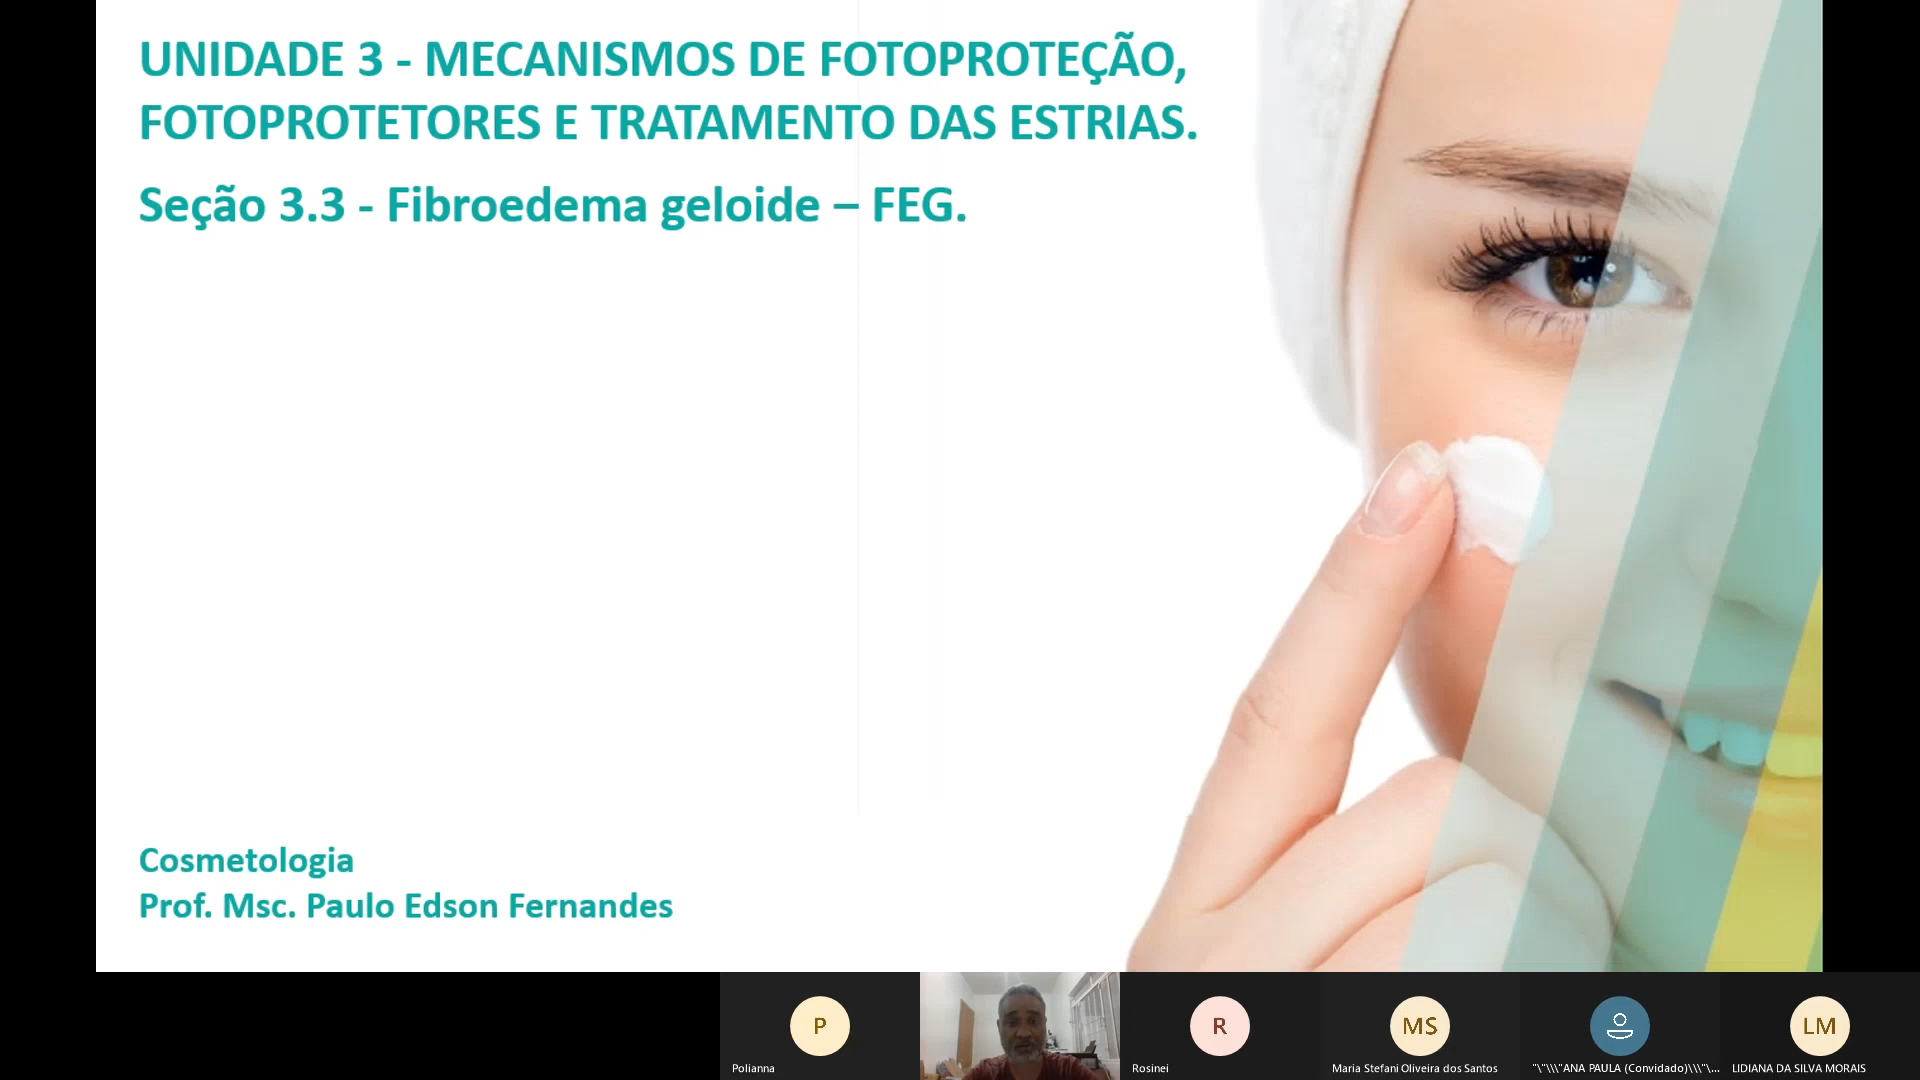 UNIDADE 3 - MECANISMOS DE FOTOPROTEÇÃO,
FOTOPROTETORES E TRATAMENTO DAS ESTRIAS.
Seção 3.3 - Fibroedema geloide – FEG.
Cosmetologia
Prof. Msc. Paulo Edson Fernandes
P
R
MS
LM
Polianna
Rosinei
Maria Stefani Oliveira dos Santos
"\"\\\"ANA PAULA (Convidado)\\\"\...
LIDIANA DA SILVA MORAIS